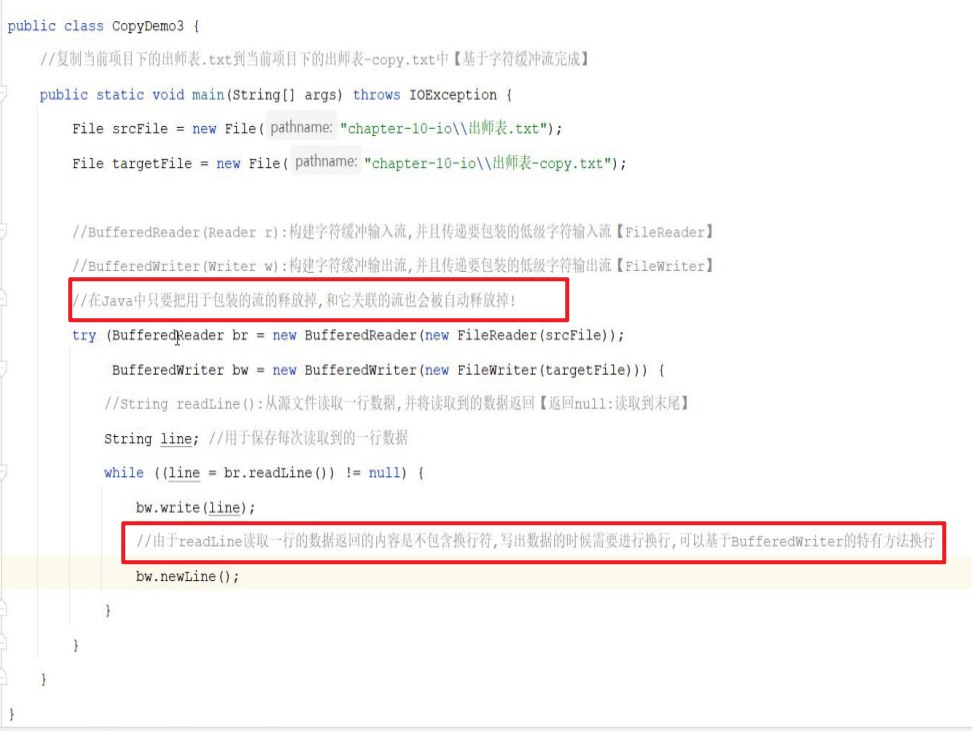 public class CopyDemo3 {
//复制当前项目下的出师表.txt到当前项目下的出师表-copy.txt中【基于字符缓冲流完成】
public static void main(String[] args) throws IOException {
File srcFile = new File( pathname: "chapter-10-io\\出师表.txt");
File targetFile = new File( pathname: "chapter-10-io\\出师表-copy.txt");
//BufferedReader(Reader r):构建字符缓冲输入流,并且传递要包装的低级字符输入流【FileReader】
//BufferedWriter(Writer w):构建字符缓冲输出流,并且传递要包装的低级字符输出流【FileWriter】
//在Java中只要把用于包装的流的释放掉,和它关联的流也会被自动释放掉!
try (BufferedReader br = new BufferedReader(new FileReader(srcFile));
BufferedWriter bw = new BufferedWriter(new FileWriter(targetFile))) {
//String readLine():从源文件读取一行数据,并将读取到的数据返回【返回null:读取到末尾】
String line; //用于保存每次读取到的一行数据
while ((line = br.readLine()) != null) {
bw.write(line);
//由于readLine读取一行的数据返回的内容是不包含换行符,写出数据的时候需要进行换行,可以基于BufferedWriter的特有方法换行
bw.newLine();
}
}
}
}